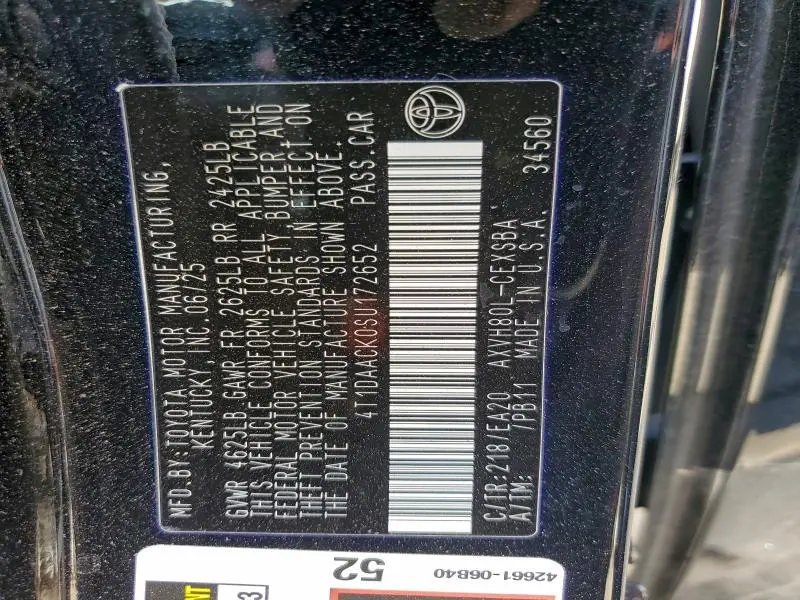 MFD.BY:TOYOTA MOTOR MANUFACTURING,
KENTUCKY INC. 06/25
GVWR 4625LB GAWR FR 2625LB RR 2425LB
THIS VEHICLE CONFORMS TO ALL APPLICABLE
FEDERAL MOTOR VEHICLE SAFETY, BUMPER, AND
THEFT PREVENTION STANDARDS IN EFFECT ON
THE DATE OF MANUFACTURE SHOWN ABOVE.
4T1DAACK0SU172652 PASS.CAR
C/TR:218/EA20 AXVH80L-CEXSBA
A/TM: /PB11 MADE IN U.S.A. 34560
52
42661-06B40
3